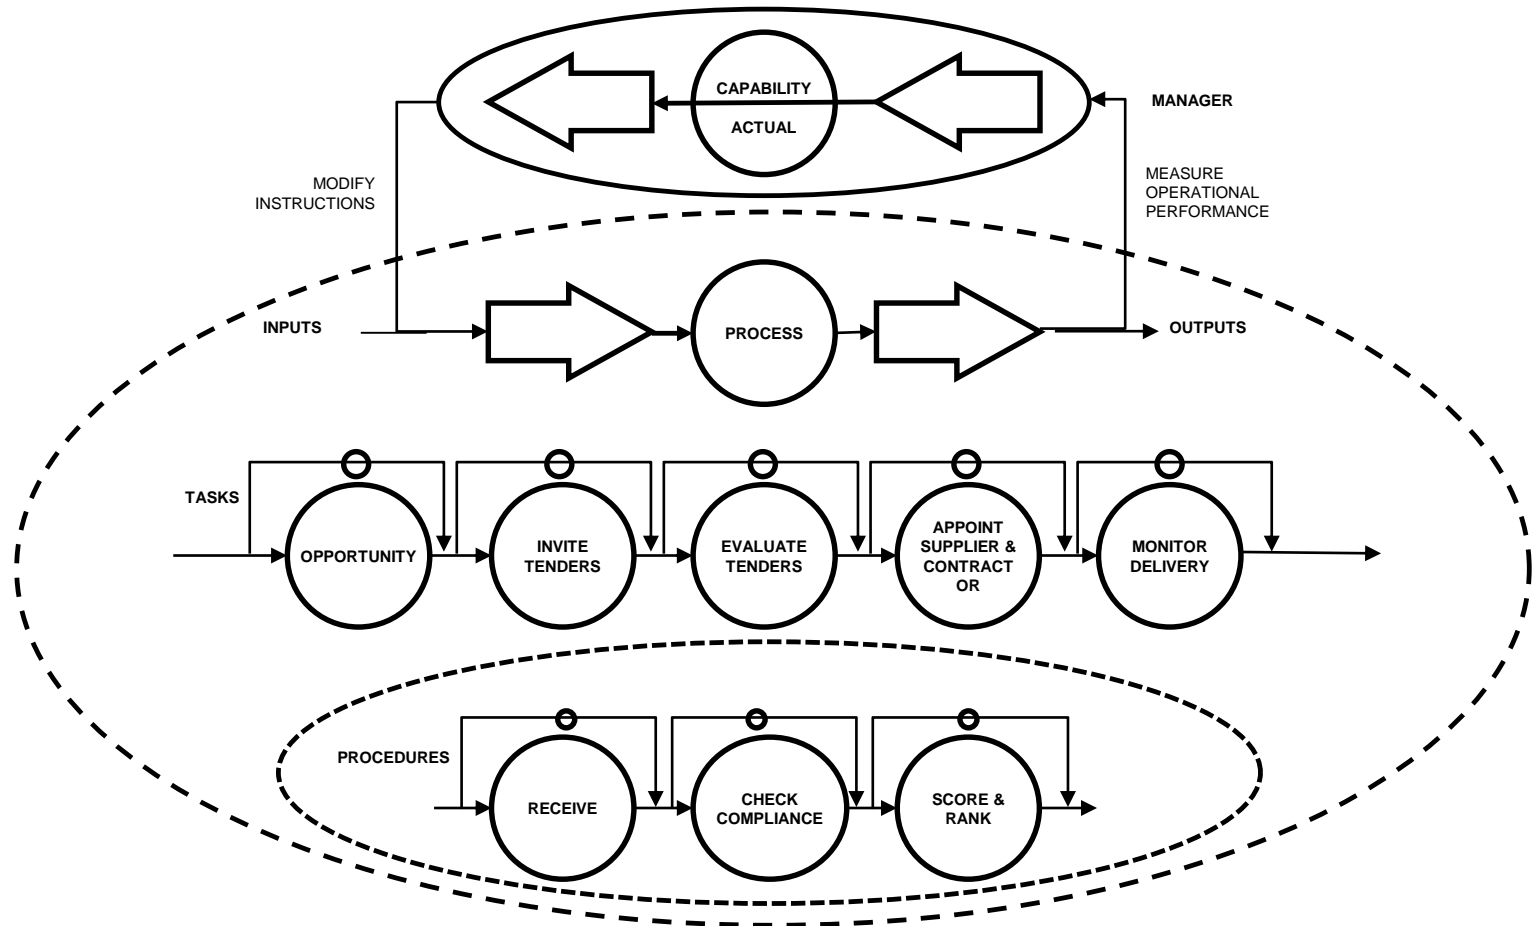 CAPABILITY
ACTUAL
MANAGER
MODIFY
INSTRUCTIONS
MEASURE
OPERATIONAL
PERFORMANCE
INPUTS
PROCESS
OUTPUTS
TASKS
OPPORTUNITY
INVITE
TENDERS
EVALUATE
TENDERS
APPOINT
SUPPLIER &
CONTRACT
OR
MONITOR
DELIVERY
PROCEDURES
RECEIVE
CHECK
COMPLIANCE
SCORE &
RANK